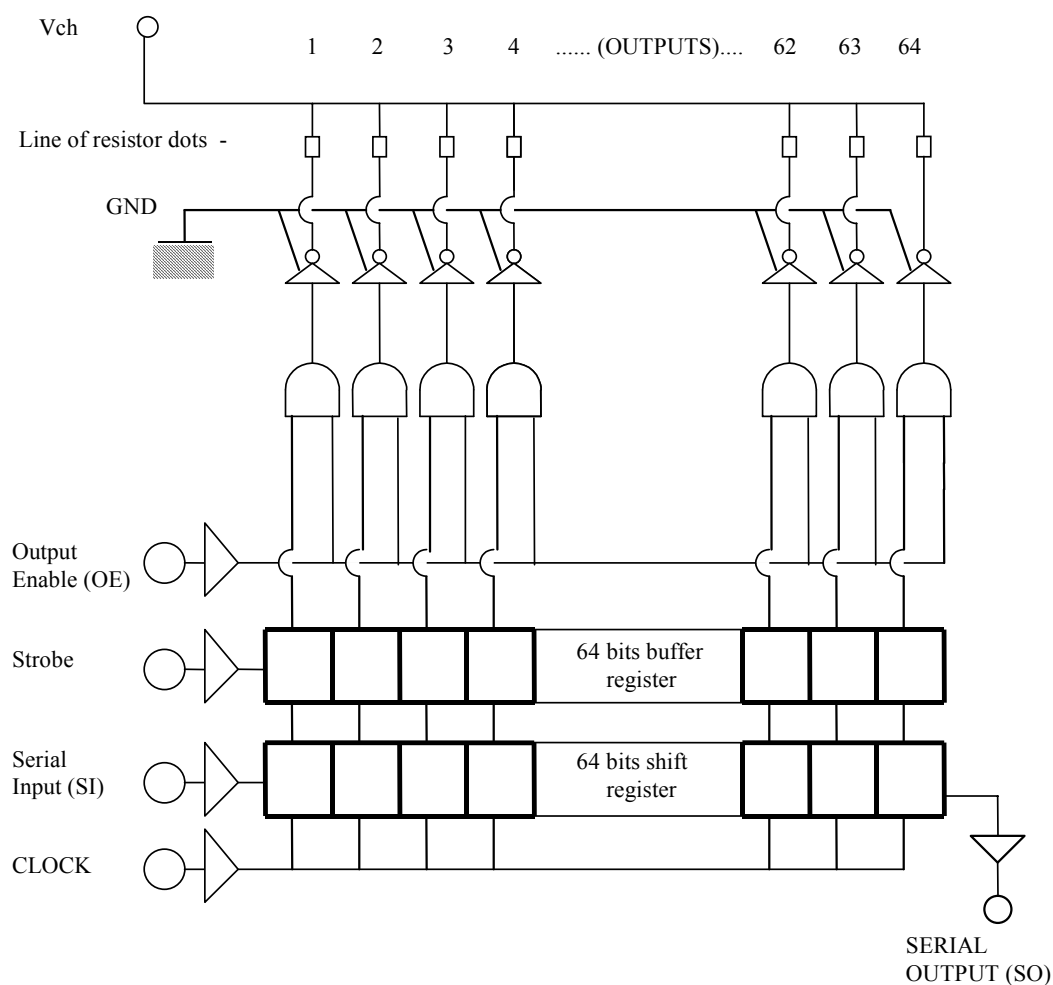 Vch
1 2 3 4 ...... (OUTPUTS).... 62 63 64
Line of resistor dots -
GND
Output
Enable (OE)
Strobe
64 bits buffer
register
Serial
Input (SI)
64 bits shift
register
CLOCK
SERIAL
OUTPUT (SO)